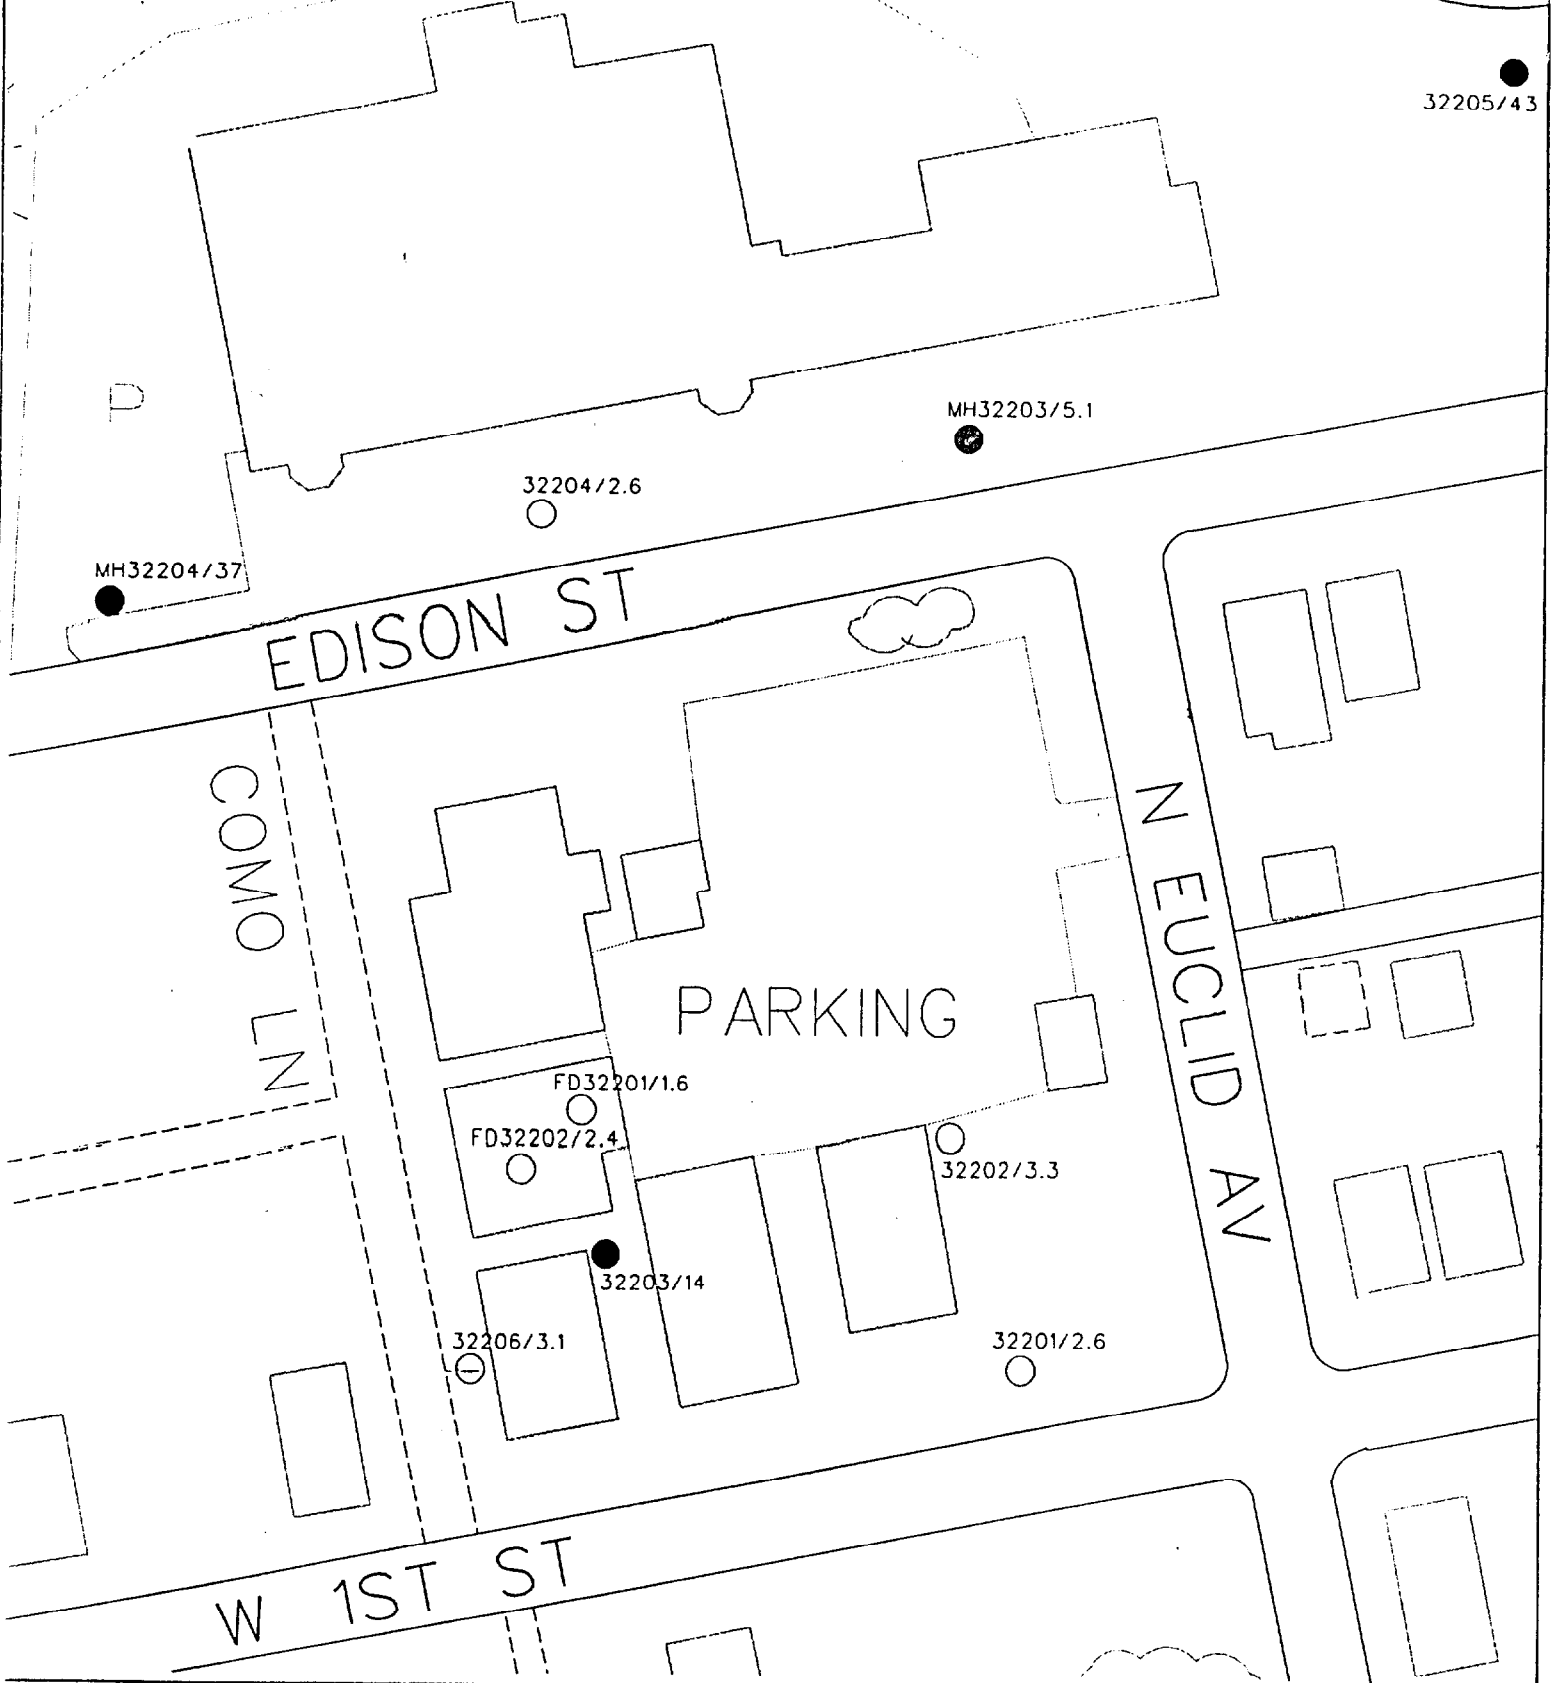 32205/43
P
MH32203/5.1
32204/2.6
MH32204/37
EDISON ST
COMO LN
N EUCLID AV
PARKING
FD32201/1.6
FD32202/2.4
32202/3.3
32203/14
32206/3.1
32201/2.6
W 1ST ST